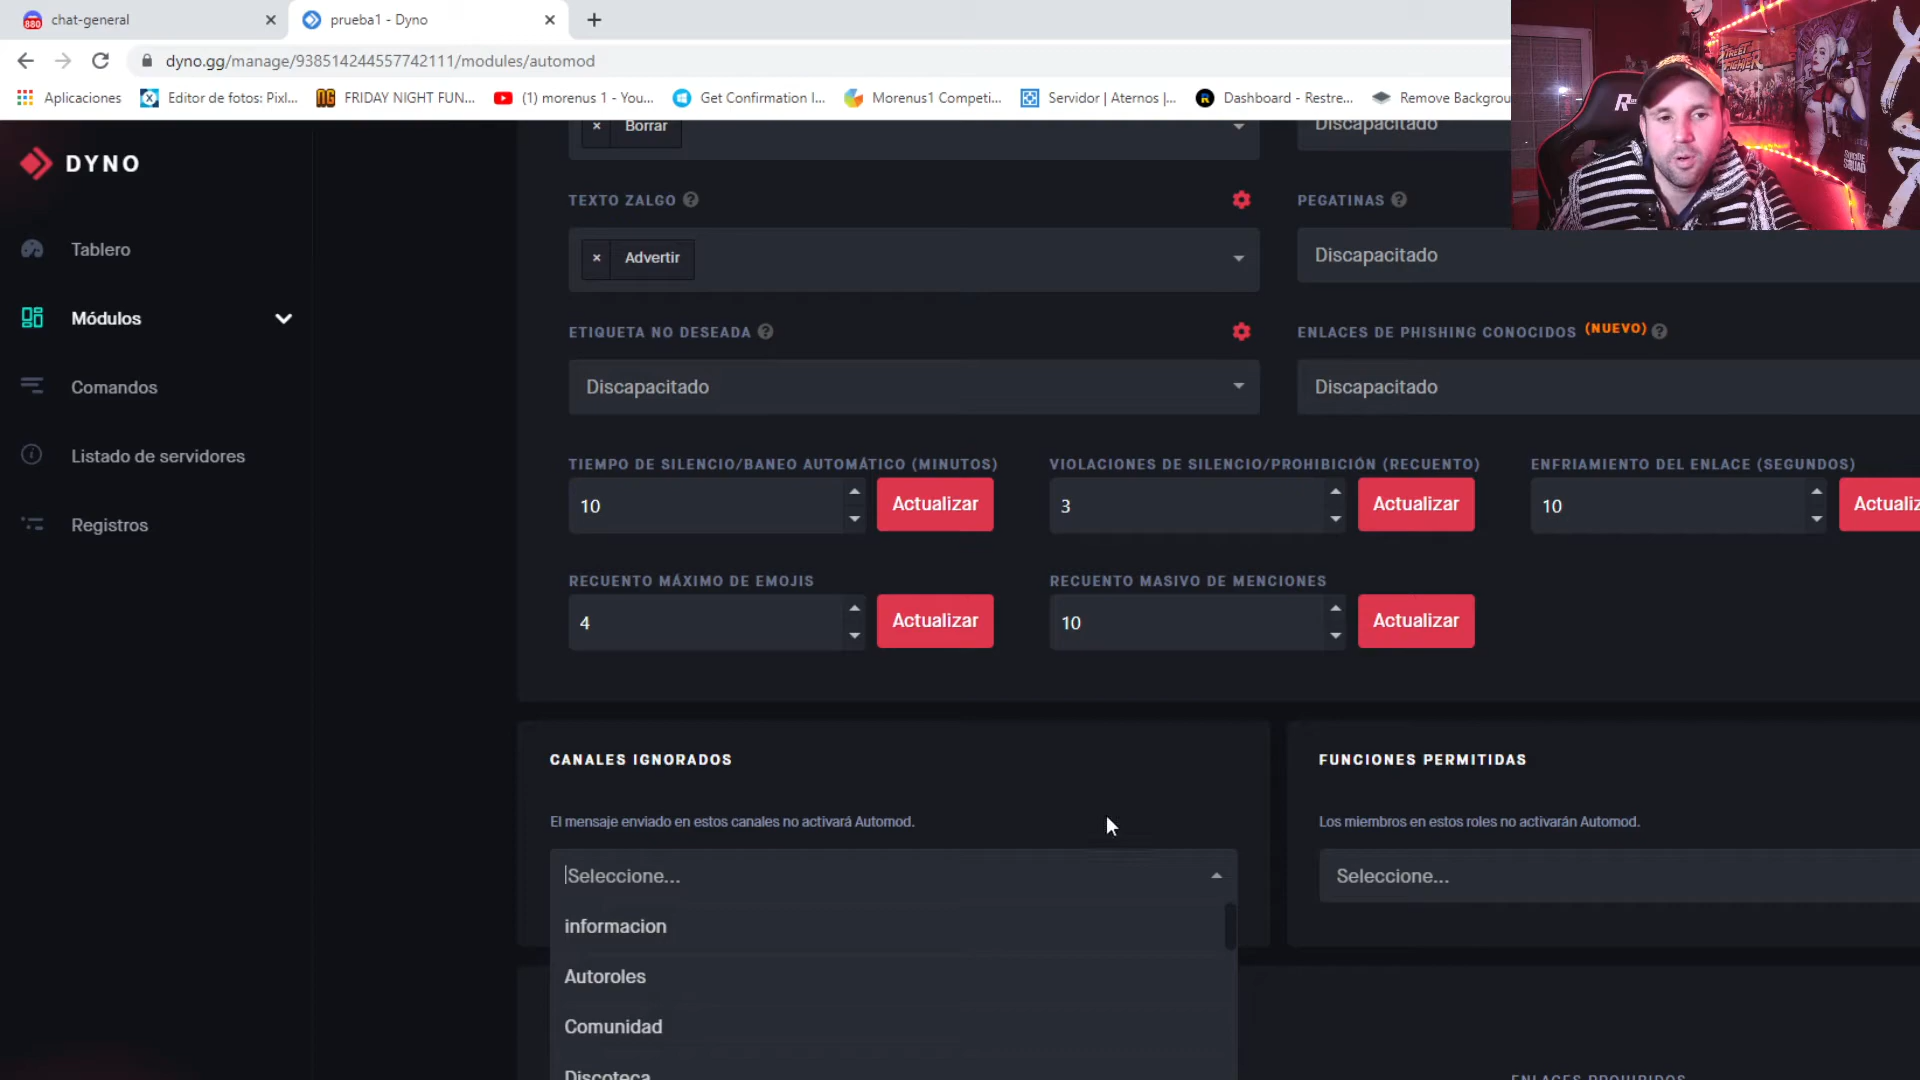 chat-general
prueba1 - Dyno
dyno.gg/manage/938514244557742111/modules/automod
Aplicaciones
Editor de fotos: Pixl...
FRIDAY NIGHT FUN...
(1) morenus 1 - You...
Get Confirmation I...
Morenus1 Competi...
Servidor | Aternos |...
Dashboard - Restre...
Remove Backgrou
DYNO
Tablero
Módulos
Comandos
Listado de servidores
Registros
× Borrar
Discapacitado
TEXTO ZALGO
PEGATINAS
× Advertir
Discapacitado
ETIQUETA NO DESEADA
ENLACES DE PHISHING CONOCIDOS (NUEVO)
Discapacitado
Discapacitado
TIEMPO DE SILENCIO/BANEO AUTOMÁTICO (MINUTOS)
VIOLACIONES DE SILENCIO/PROHIBICIÓN (RECUENTO)
ENFRIAMIENTO DEL ENLACE (SEGUNDOS)
10
Actualizar
3
Actualizar
10
Actualiz
RECUENTO MÁXIMO DE EMOJIS
RECUENTO MASIVO DE MENCIONES
4
Actualizar
10
Actualizar
CANALES IGNORADOS
FUNCIONES PERMITIDAS
El mensaje enviado en estos canales no activará Automod.
Los miembros en estos roles no activarán Automod.
Seleccione...
Seleccione...
informacion
Autoroles
Comunidad
Discoteca
ENLACES PROHIBIDOS
STREET FIGHTER
SUICIDE SQUAD